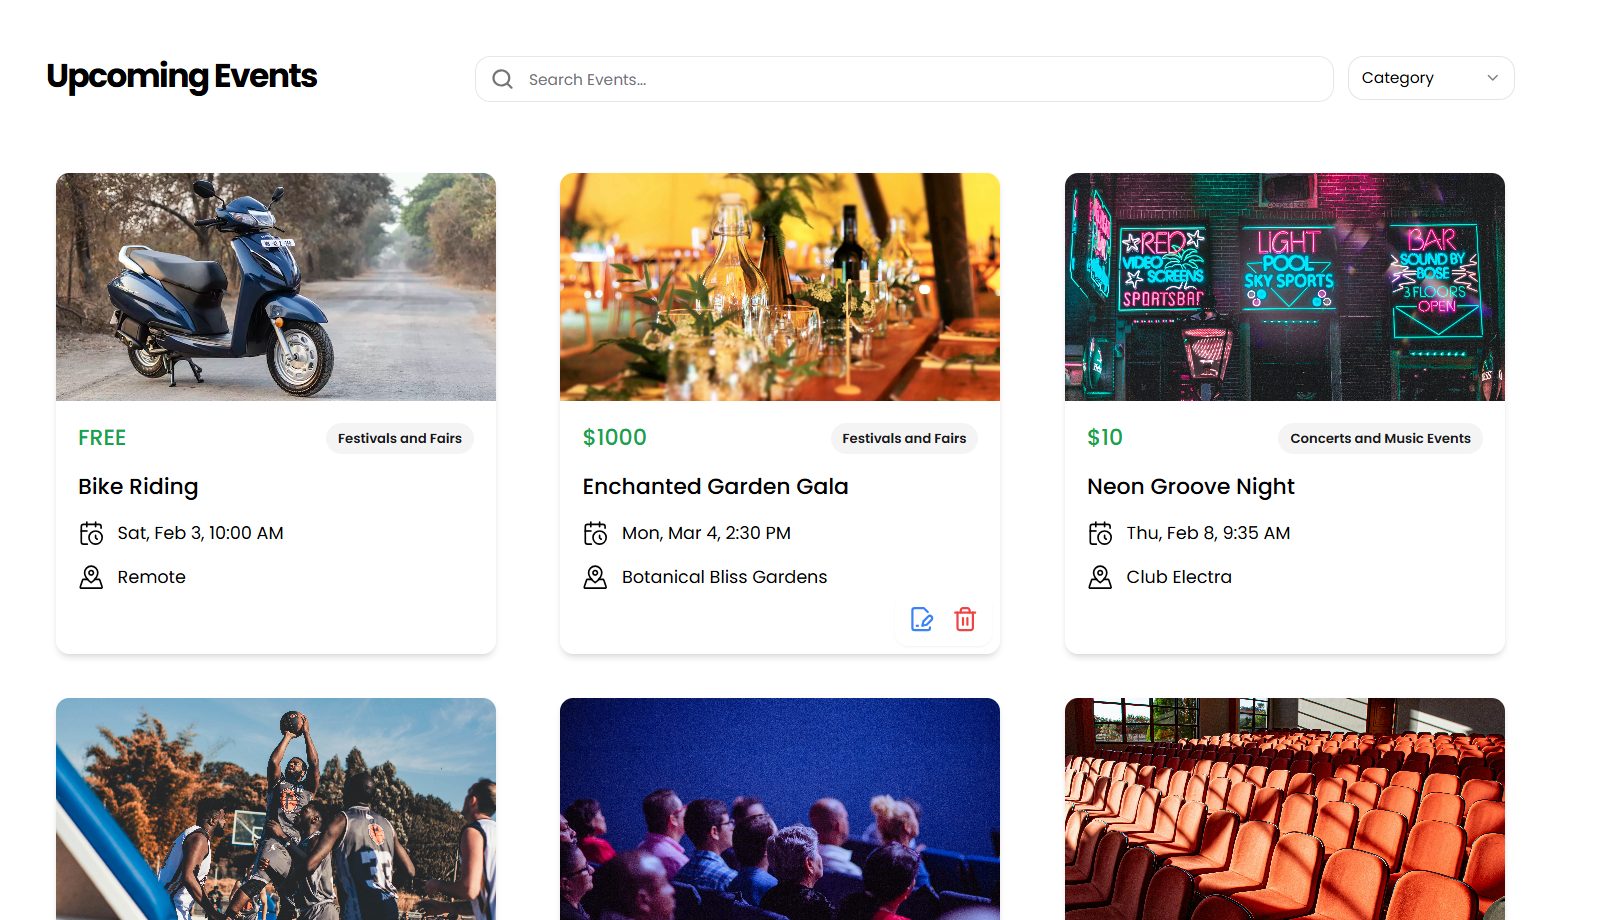 Upcoming Events
Search Events...
Category
RED
VIDEO
SCREENS
SPORTSBAR
LIGHT
POOL
SKY SPORTS
BAR
SOUND BY
BOSE
3 FLOORS
OPEN
FREE
Festivals and Fairs
Bike Riding
Sat, Feb 3, 10:00 AM
Remote
$1000
Festivals and Fairs
Enchanted Garden Gala
Mon, Mar 4, 2:30 PM
Botanical Bliss Gardens
$10
Concerts and Music Events
Neon Groove Night
Thu, Feb 8, 9:35 AM
Club Electra